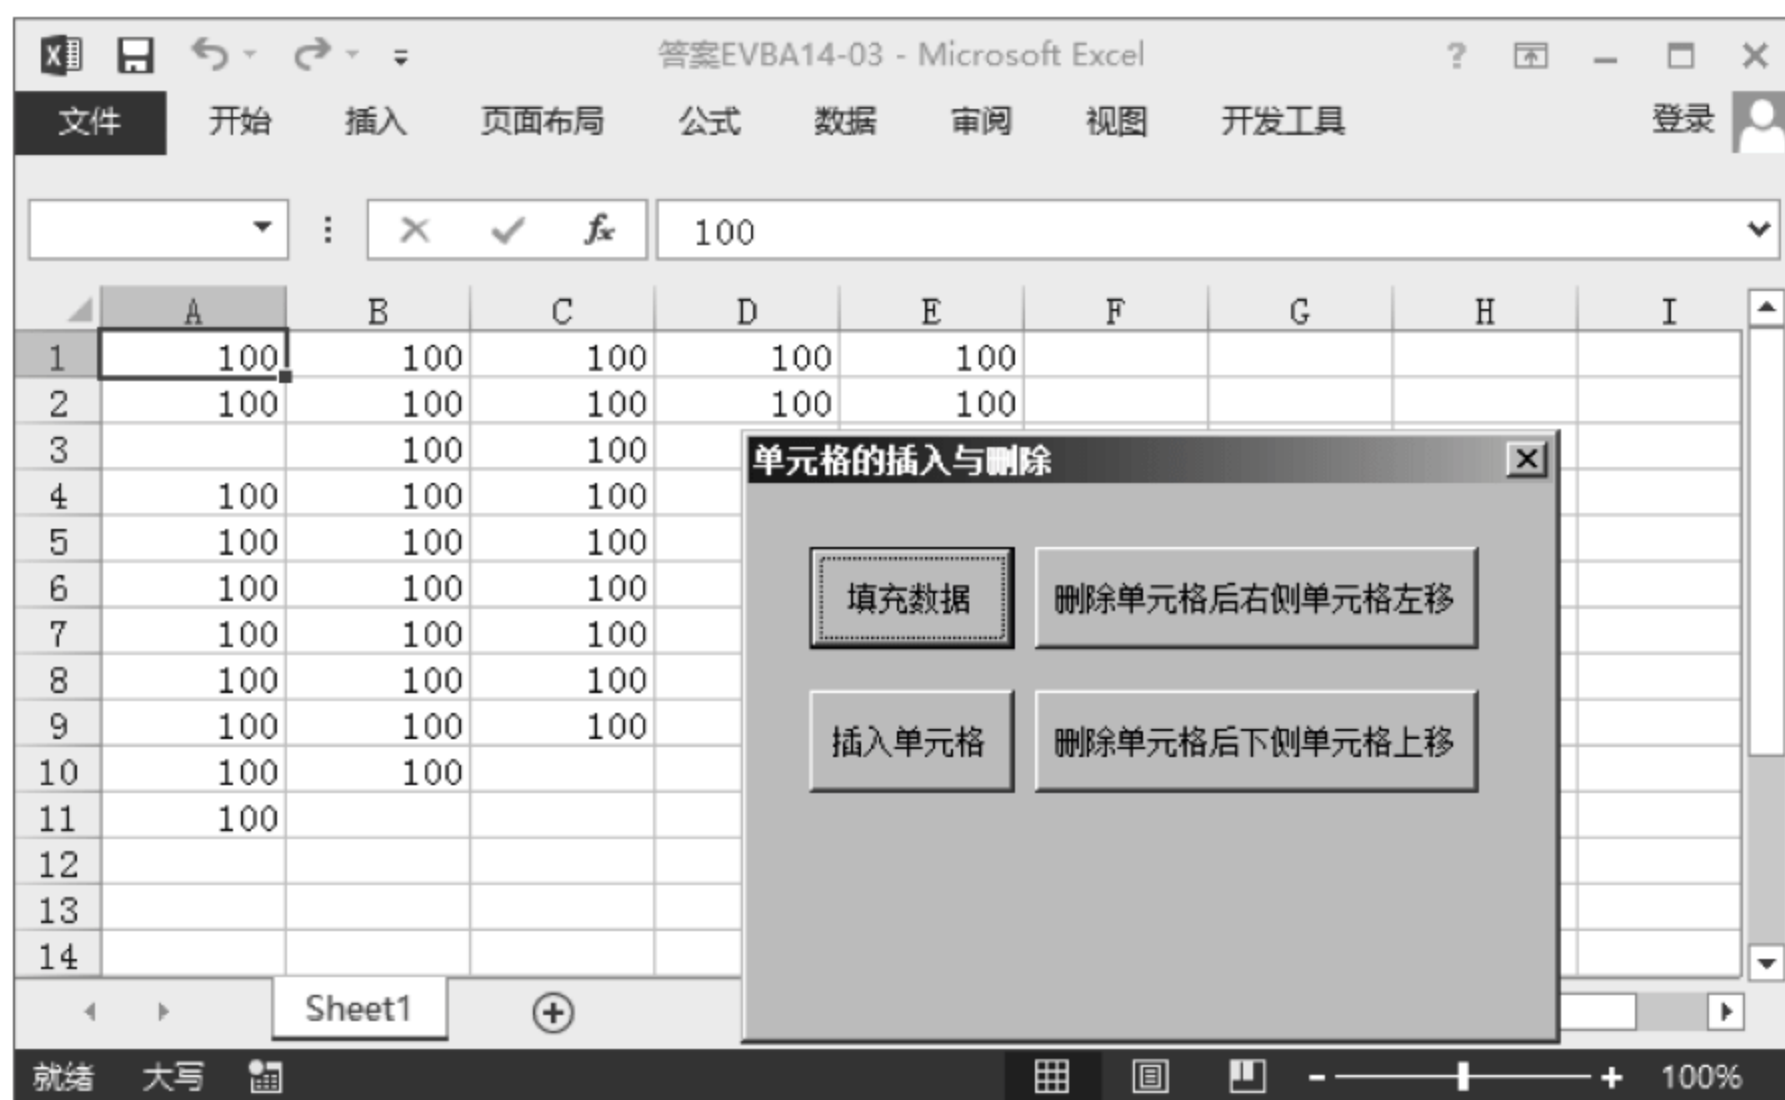 答案EVBA14-03 - Microsoft Excel
文件 开始 插入 页面布局 公式 数据 审阅 视图 开发工具 登录
fx 100
A B C D E F G H I
1 100 100 100 100 100
2 100 100 100 100 100
3 100 100
4 100 100 100
5 100 100 100
6 100 100 100
7 100 100 100
8 100 100 100
9 100 100 100
10 100 100
11 100
12
13
14
单元格的插入与删除
填充数据 删除单元格后右侧单元格左移
插入单元格 删除单元格后下侧单元格上移
Sheet1
就绪 大写 100%